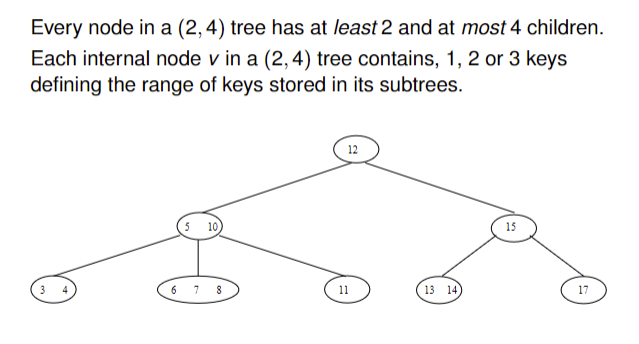 Every node in a (2, 4) tree has at least 2 and at most 4 children.
Each internal node v in a (2, 4) tree contains, 1, 2 or 3 keys
defining the range of keys stored in its subtrees.
12
5 10
15
3 4
6 7 8
11
13 14
17